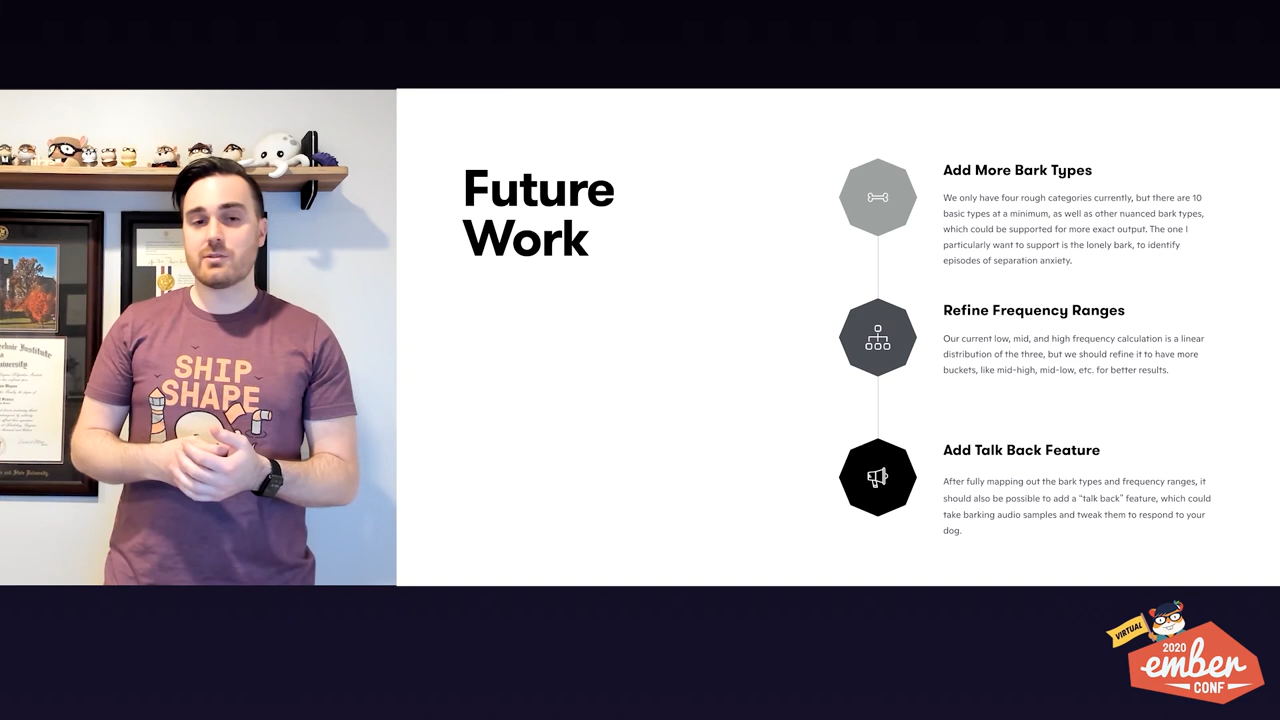 Future
Work
Add More Bark Types
We only have four rough categories currently, but there are 10
basic types at a minimum, as well as other nuanced bark types,
which could be supported for more exact output. The one I
particularly want to support is the lonely bark, to identify
episodes of separation anxiety.
Refine Frequency Ranges
Our current low, mid, and high frequency calculation is a linear
distribution of the three, but we should refine it to have more
buckets, like mid-high, mid-low, etc. for better results.
Add Talk Back Feature
After fully mapping out the bark types and frequency ranges, it
should also be possible to add a “talk back” feature, which could
take barking audio samples and tweak them to respond to your
dog.
SHIP
SHAPE
VIRTUAL
2020
ember
CONF